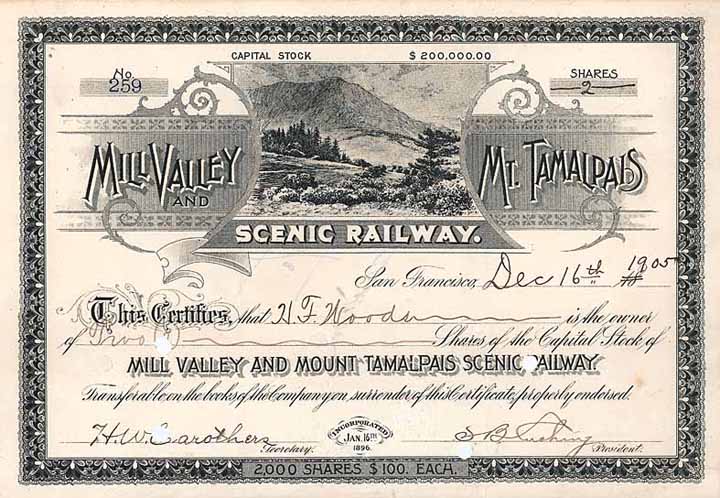 CAPITAL STOCK $ 200,000.00
No 259
SHARES 2
MILL VALLEY AND MT. TAMALPAIS
SCENIC RAILWAY.
San Francisco, Dec 16th 1905
This Certifies, that H. F. Woods is the owner
of Two Shares of the Capital Stock of
MILL VALLEY AND MOUNT TAMALPAIS SCENIC RAILWAY.
Transferable on the books of the Company on surrender of this Certificate, properly endorsed.
H. W. Carothers Secretary.
INCORPORATED JAN. 16TH 1896.
S B Cushing President.
2,000 SHARES $ 100. EACH.